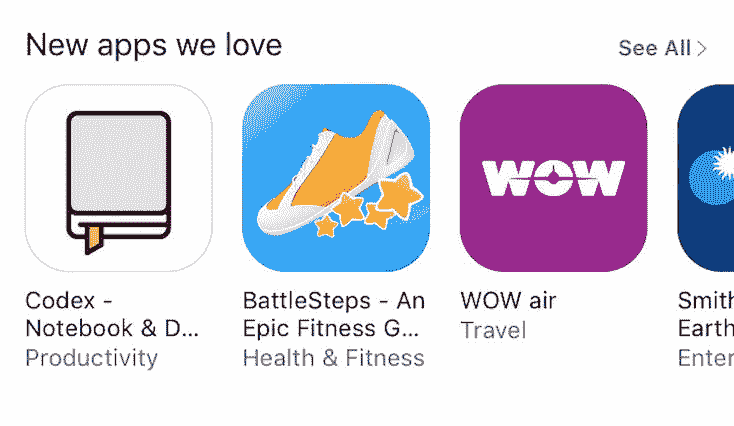 New apps we love
See All
WOW
Codex -
Notebook & D...
Productivity
BattleSteps - An
Epic Fitness G...
Health & Fitness
WOW air
Travel
Smith
Earth
Enter